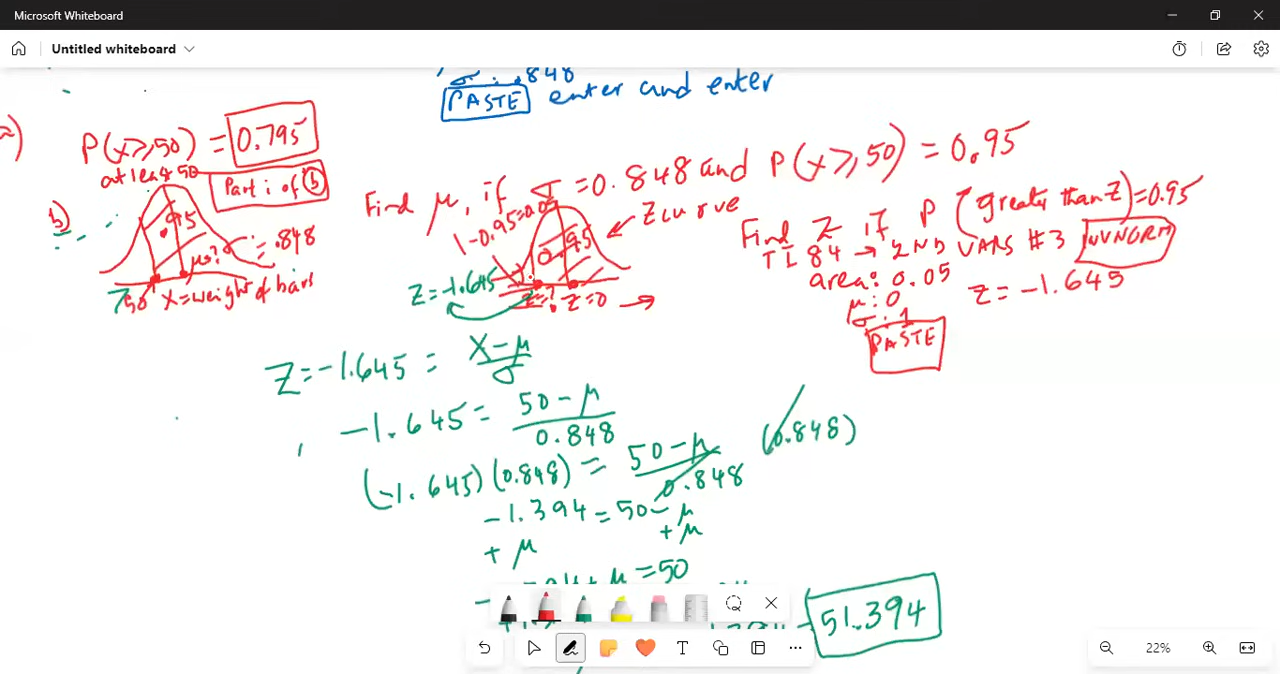 Microsoft Whiteboard
Untitled whiteboard
σ : .848
PASTE enter and enter
a)
P(x≥50) = 0.795
at least 50
Part i of b
b)
.95
μ=?
= .848
50
X=weight of bars
Find μ, if σ = 0.848 and P(x≥50) = 0.95
1-0.95=0.05
0.95
Z curve
Z=-1.645
Z=?
Z=0
Find Z if P (greater than Z) = 0.95
TI 84 → 2ND VARS #3 INVNORM
area: 0.05
μ: 0
σ: 1
PASTE
Z = -1.645
Z = -1.645 = X-μ
σ
-1.645 = 50-μ
0.848
(-1.645)(0.848) = 50-μ (0.848)
0.848
-1.394 = 50-μ
+ μ + μ
+ μ = 50
51.394
22%